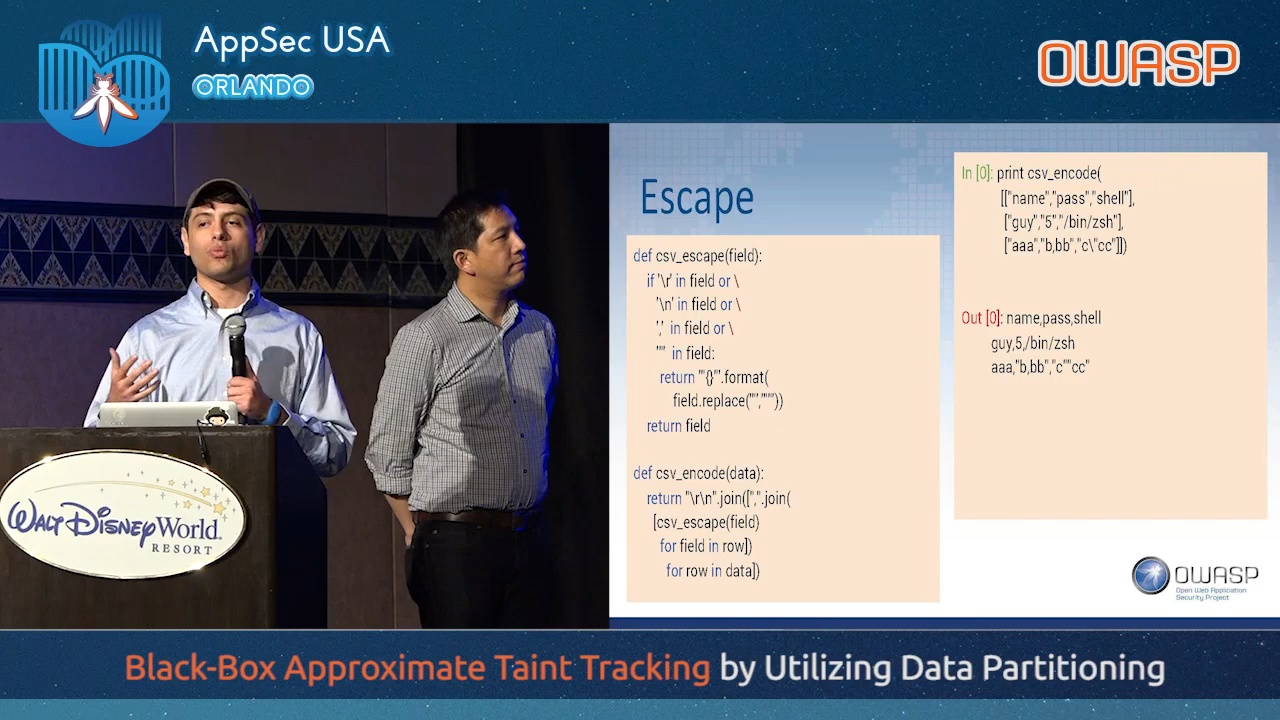 AppSec USA
ORLANDO
OWASP
Escape
def csv_escape(field):
if '\r' in field or \
'\n' in field or \
',' in field or \
'"' in field:
return '"{}"'.format(
field.replace('"','""'))
return field
def csv_encode(data):
return "\r\n".join([",".join(
[csv_escape(field)
for field in row])
for row in data])
In [0]: print csv_encode(
[["name","pass","shell"],
["guy","5","/bin/zsh"],
["aaa","b,bb","c\"cc"]])
Out [0]: name,pass,shell
guy,5,/bin/zsh
aaa,"b,bb","c""cc"
OWASP
Open Web Application
Security Project
WALT DISNEY World.
RESORT
Black-Box Approximate Taint Tracking by Utilizing Data Partitioning